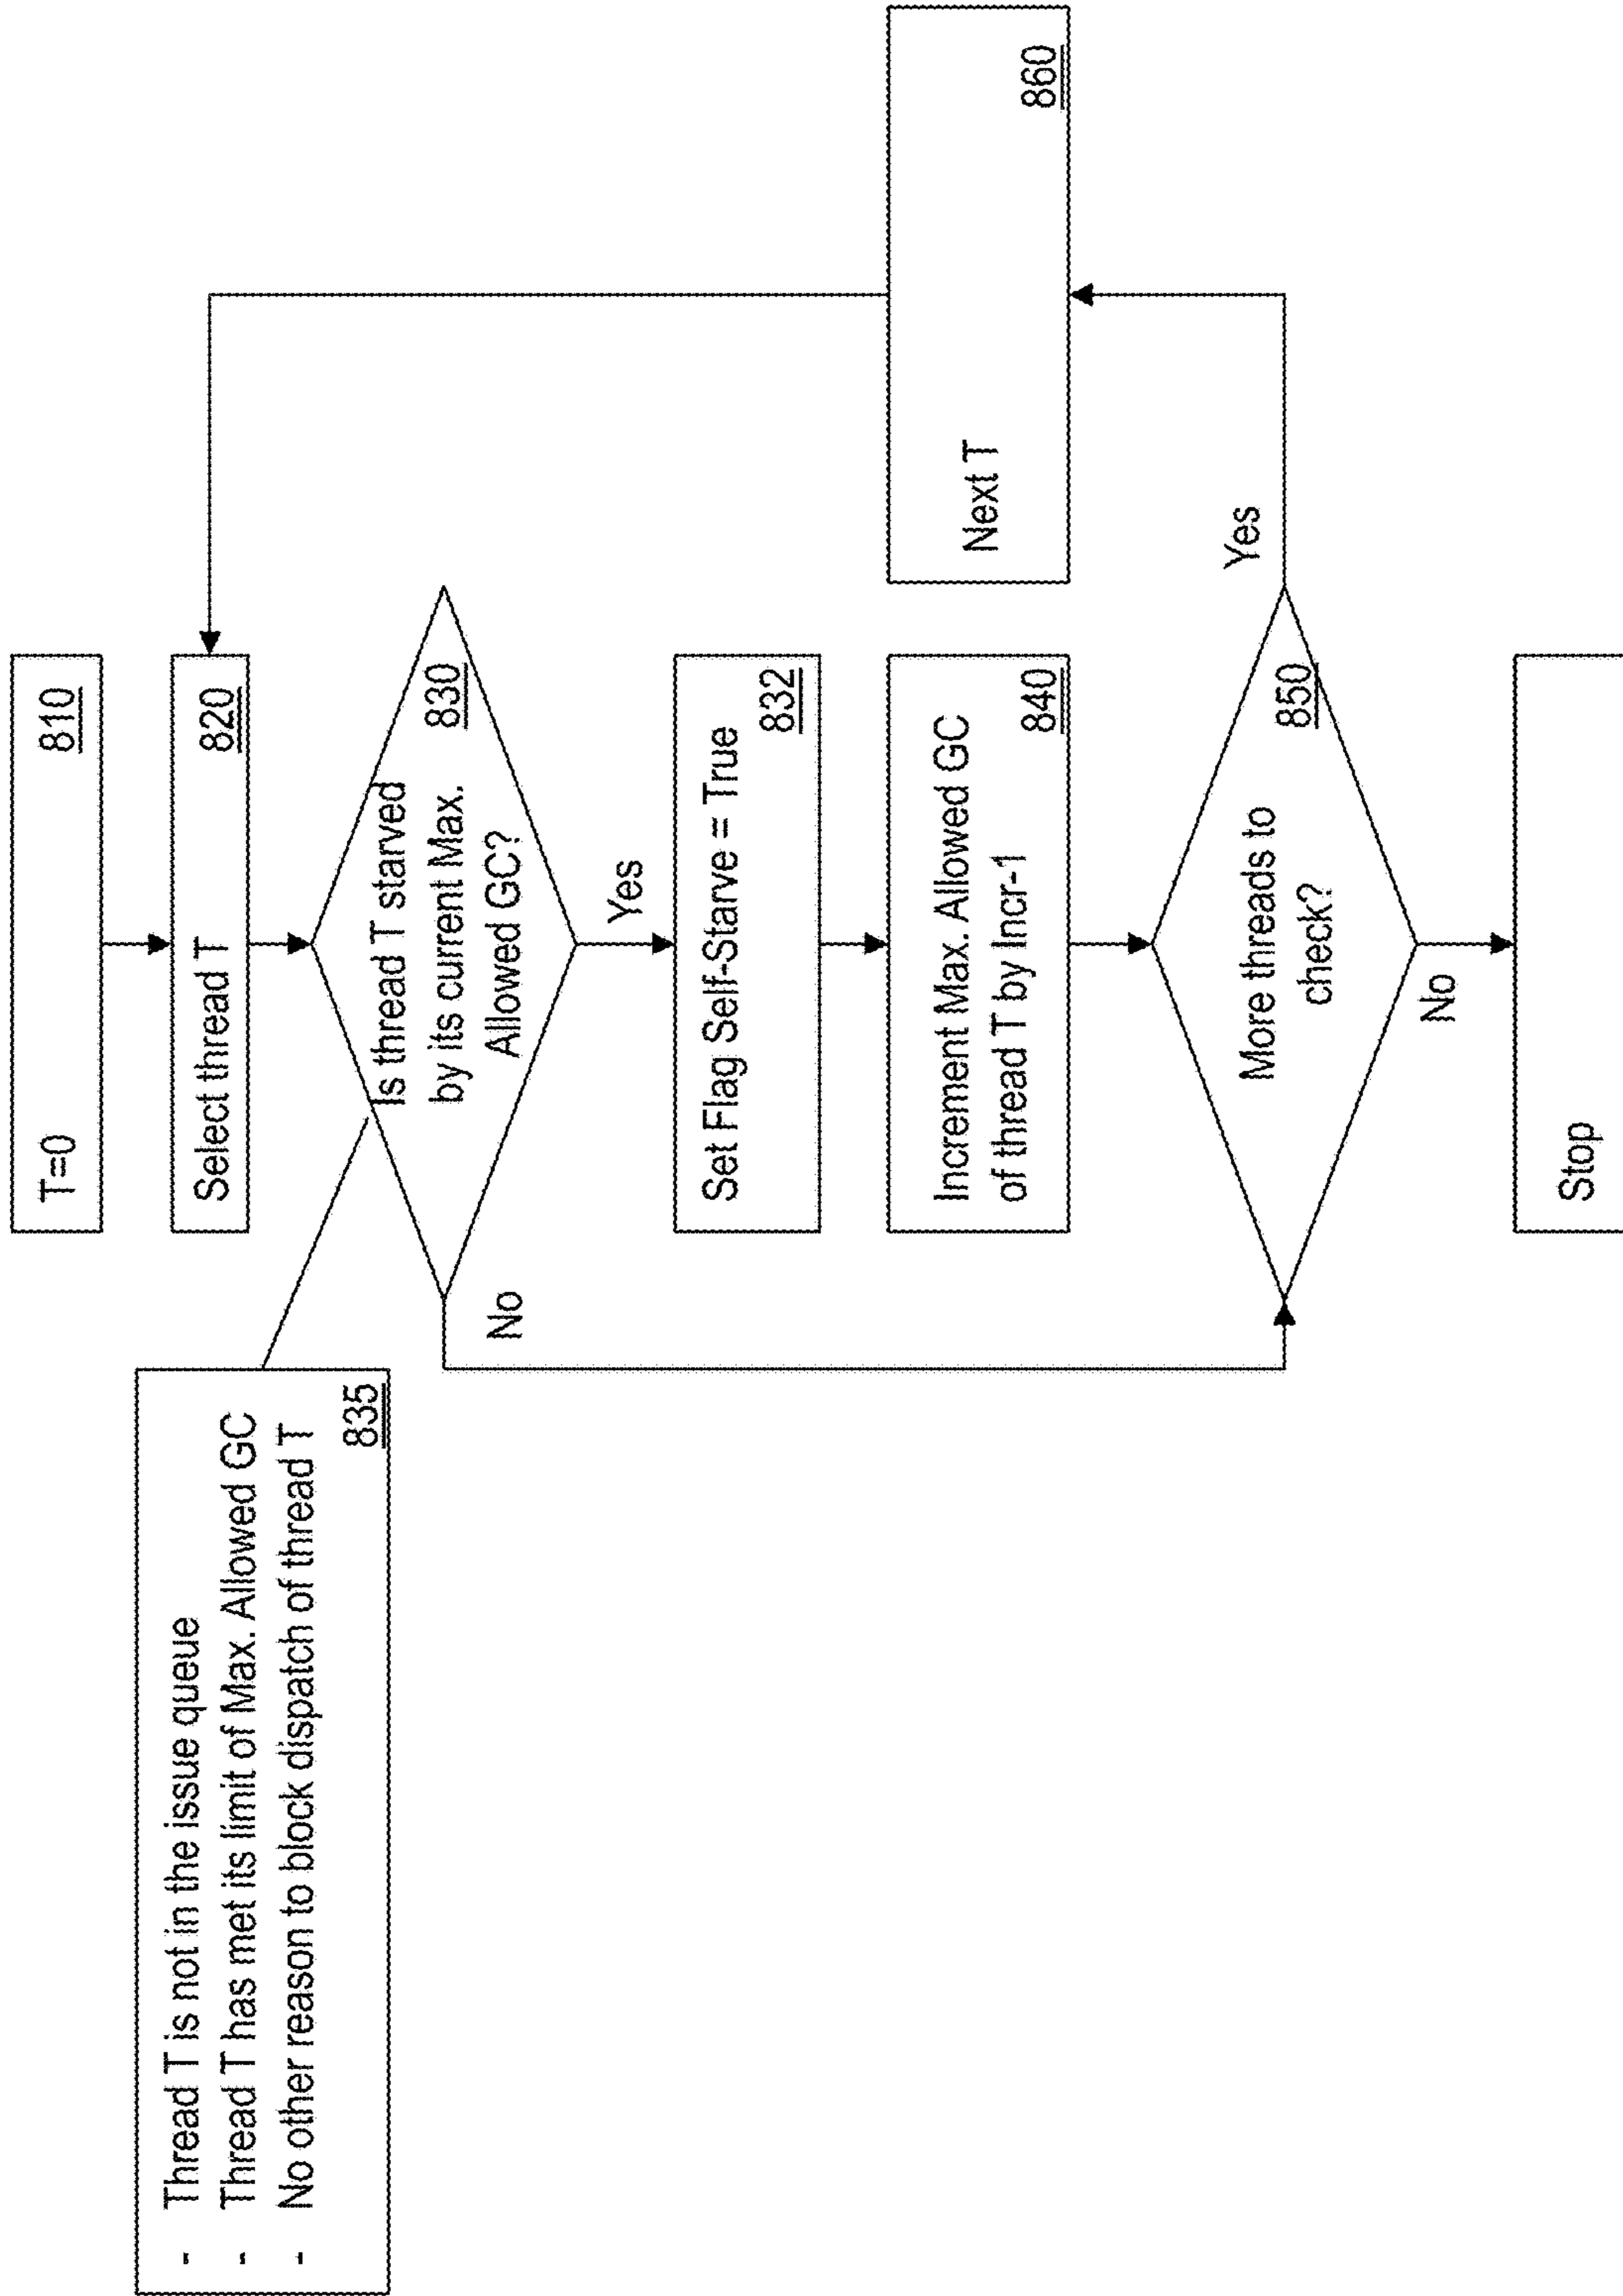 T=0
810
Select thread T
820
- Thread T is not in the issue queue
- Thread T has met its limit of Max. Allowed GC
- No other reason to block dispatch of thread T
835
Is thread T starved
by its current Max.
Allowed GC?
830
No
Yes
Set Flag Self-Starve = True
832
Increment Max. Allowed GC
of thread T by Incr-1
840
Next T
860
More threads to
check?
850
Yes
No
Stop